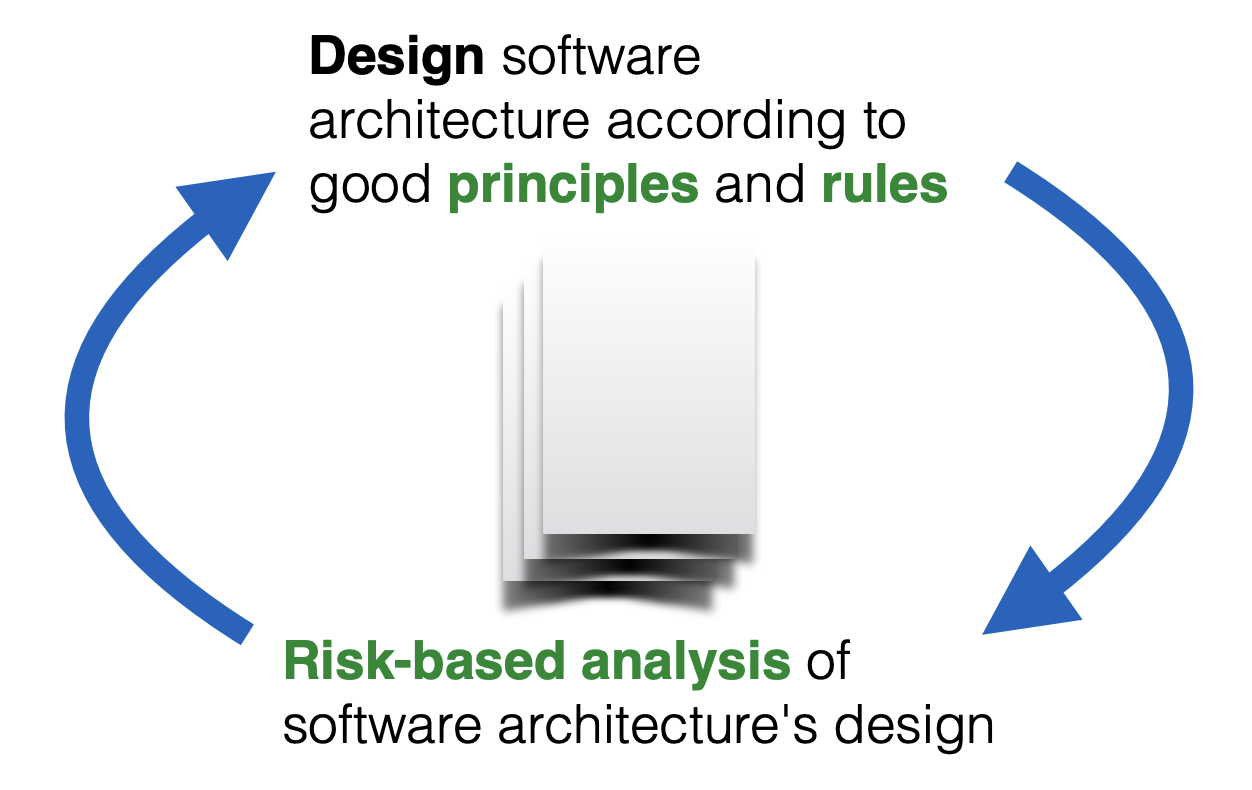 Design software
architecture according to
good principles and rules
Risk-based analysis of
software architecture's design